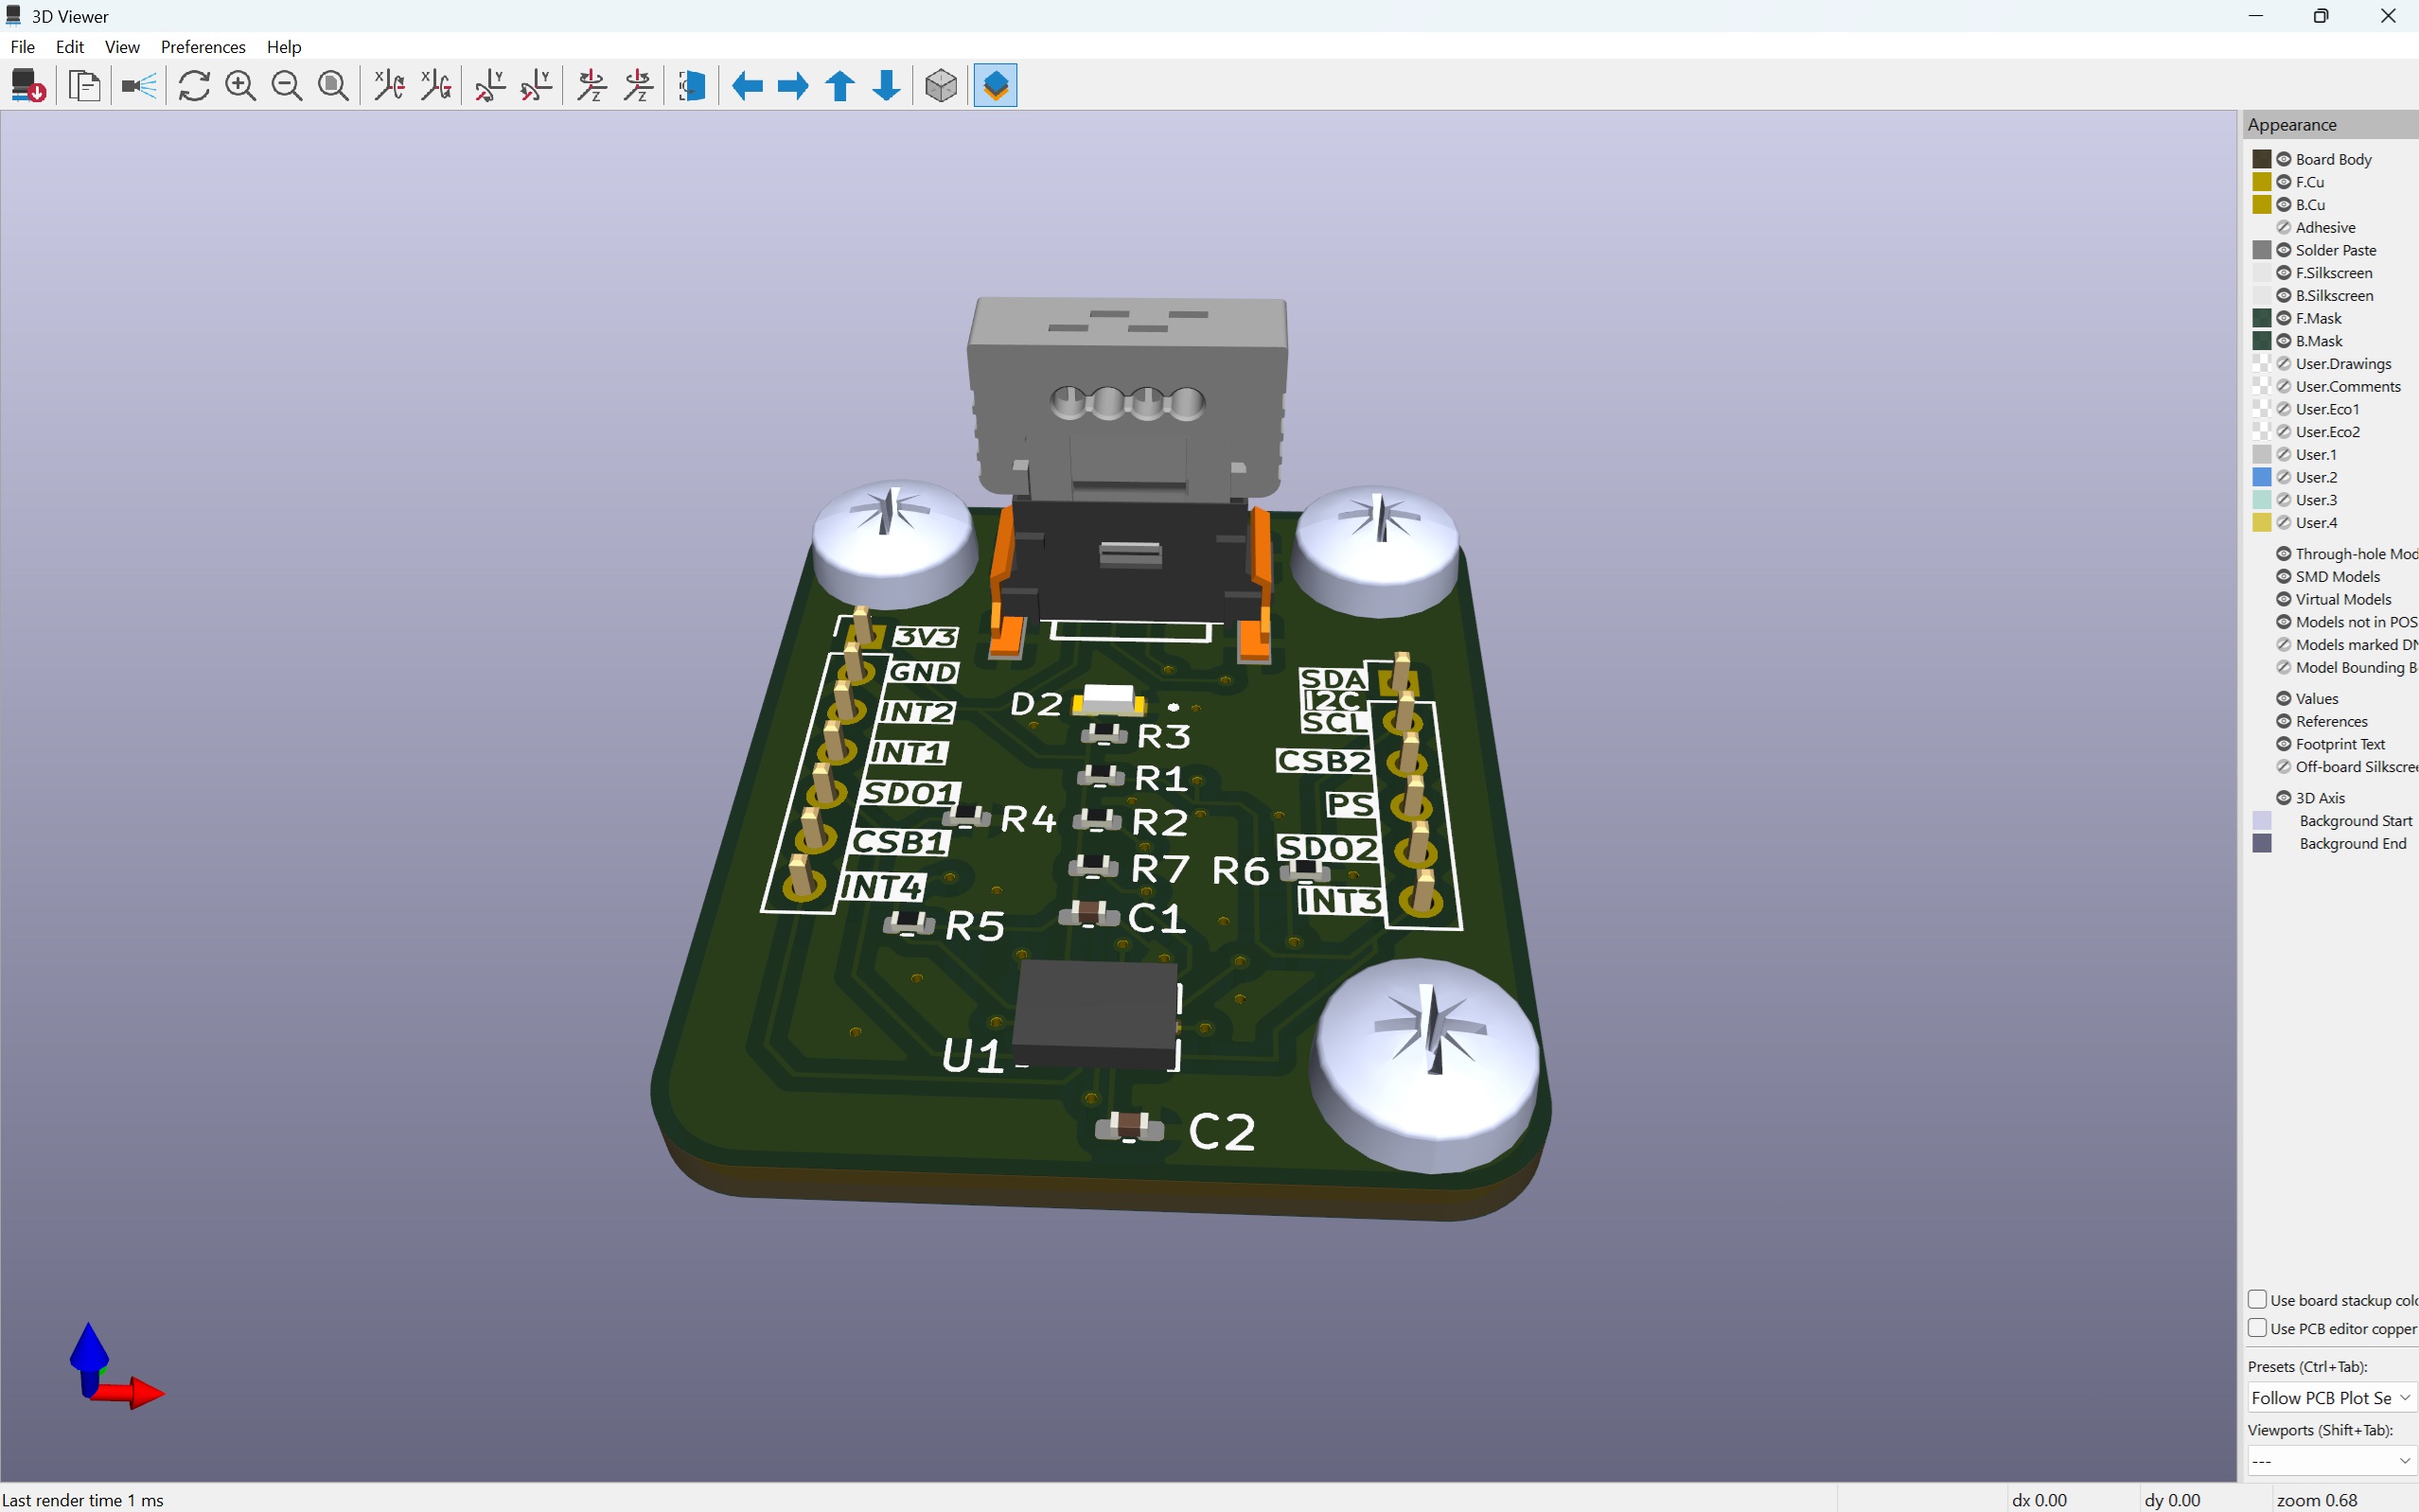 3D Viewer
File Edit View Preferences Help
Appearance
Board Body
F.Cu
B.Cu
Adhesive
Solder Paste
F.Silkscreen
B.Silkscreen
F.Mask
B.Mask
User.Drawings
User.Comments
User.Eco1
User.Eco2
User.1
User.2
User.3
User.4
Through-hole Mod
SMD Models
Virtual Models
Models not in POS
Models marked DN
Model Bounding B
Values
References
Footprint Text
Off-board Silkscree
3D Axis
Background Start
Background End
Use board stackup colo
Use PCB editor copper
Presets (Ctrl+Tab):
Follow PCB Plot Se
Viewports (Shift+Tab):
---
3V3
GND
INT2
INT1
SDO1
CSB1
INT4
D2
R3
R1
R4
R2
R7
R6
R5
C1
U1
C2
SDA
I2C
SCL
CSB2
PS
SDO2
INT3
Last render time 1 ms
dx 0.00
dy 0.00
zoom 0.68